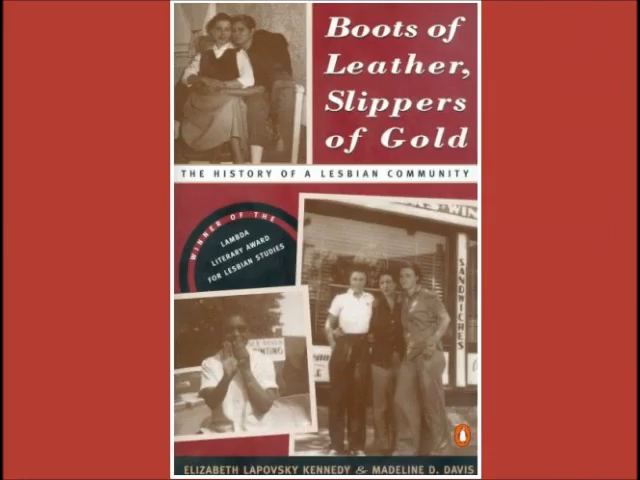 Boots of
Leather,
Slippers
of Gold
THE HISTORY OF A LESBIAN COMMUNITY
WINNER OF THE
LAMBDA
LITERARY AWARD
FOR LESBIAN STUDIES
SANDWICHES
ELIZABETH LAPOVSKY KENNEDY & MADELINE D. DAVIS